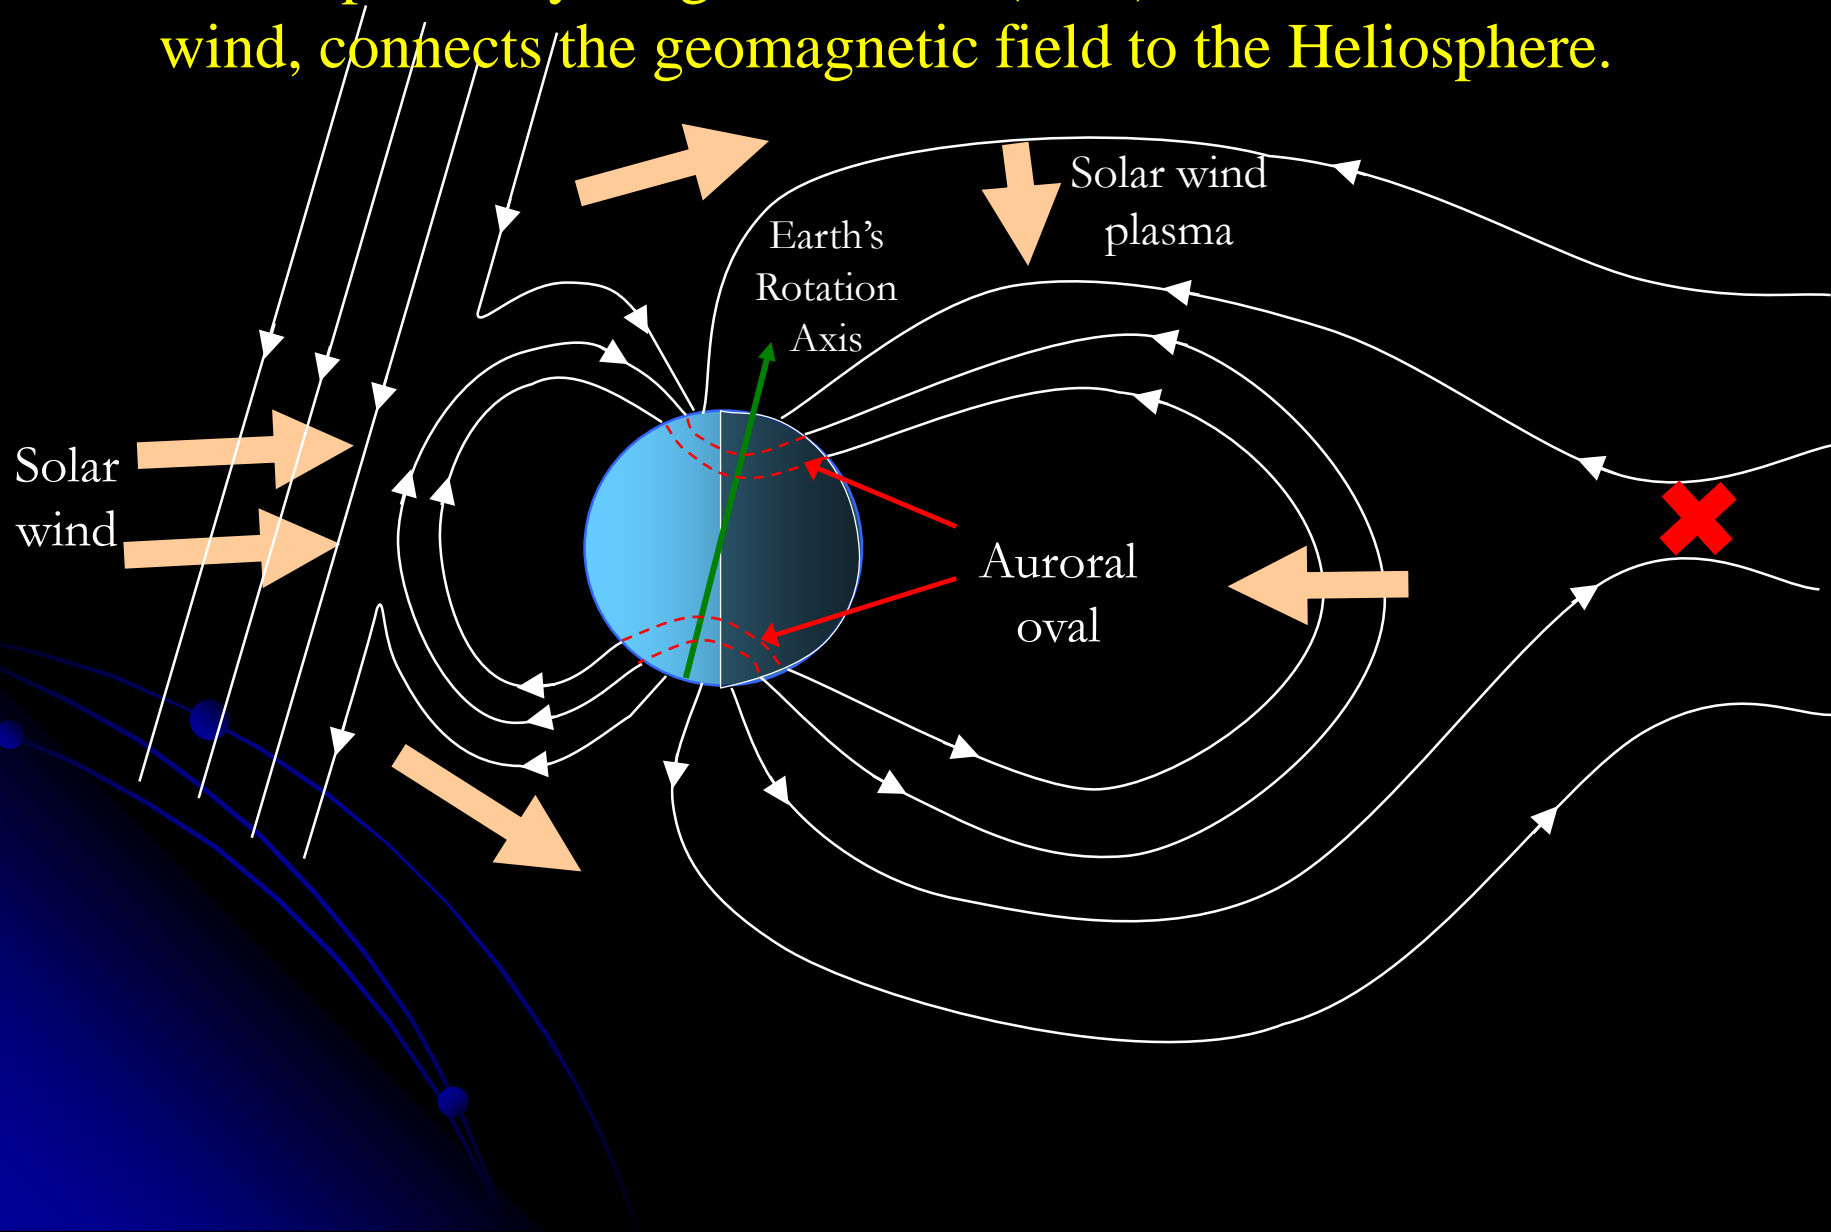 wind, connects the geomagnetic field to the Heliosphere.
Solar wind
plasma
Earth’s
Rotation
Axis
Solar
wind
Auroral
oval